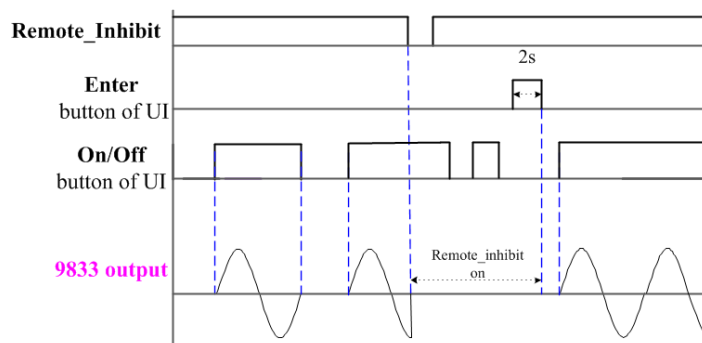 Remote_Inhibit
2s
Enter
button of UI
On/Off
button of UI
Remote_inhibit
on
9833 output